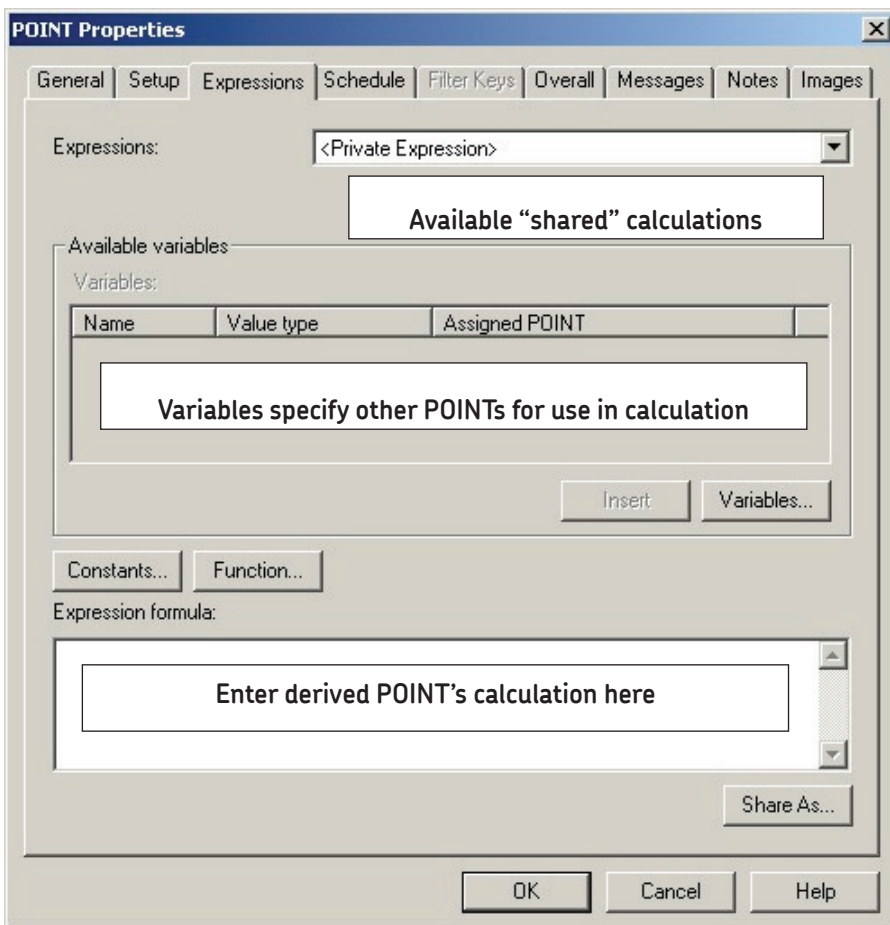 POINT Properties
General Setup Expressions Schedule Filter Keys Overall Messages Notes Images
Expressions: <Private Expression>
Available “shared” calculations
Available variables
Variables:
Name Value type Assigned POINT
Variables specify other POINTs for use in calculation
Insert Variables...
Constants... Function...
Expression formula:
Enter derived POINT’s calculation here
Share As...
OK Cancel Help